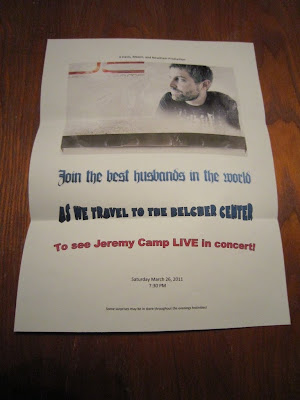 Join the best husbands in the world
AS WE TRAVEL TO THE BELCHER CENTER
To see Jeremy Camp LIVE in concert!
Saturday March 26, 2011
7:30 PM